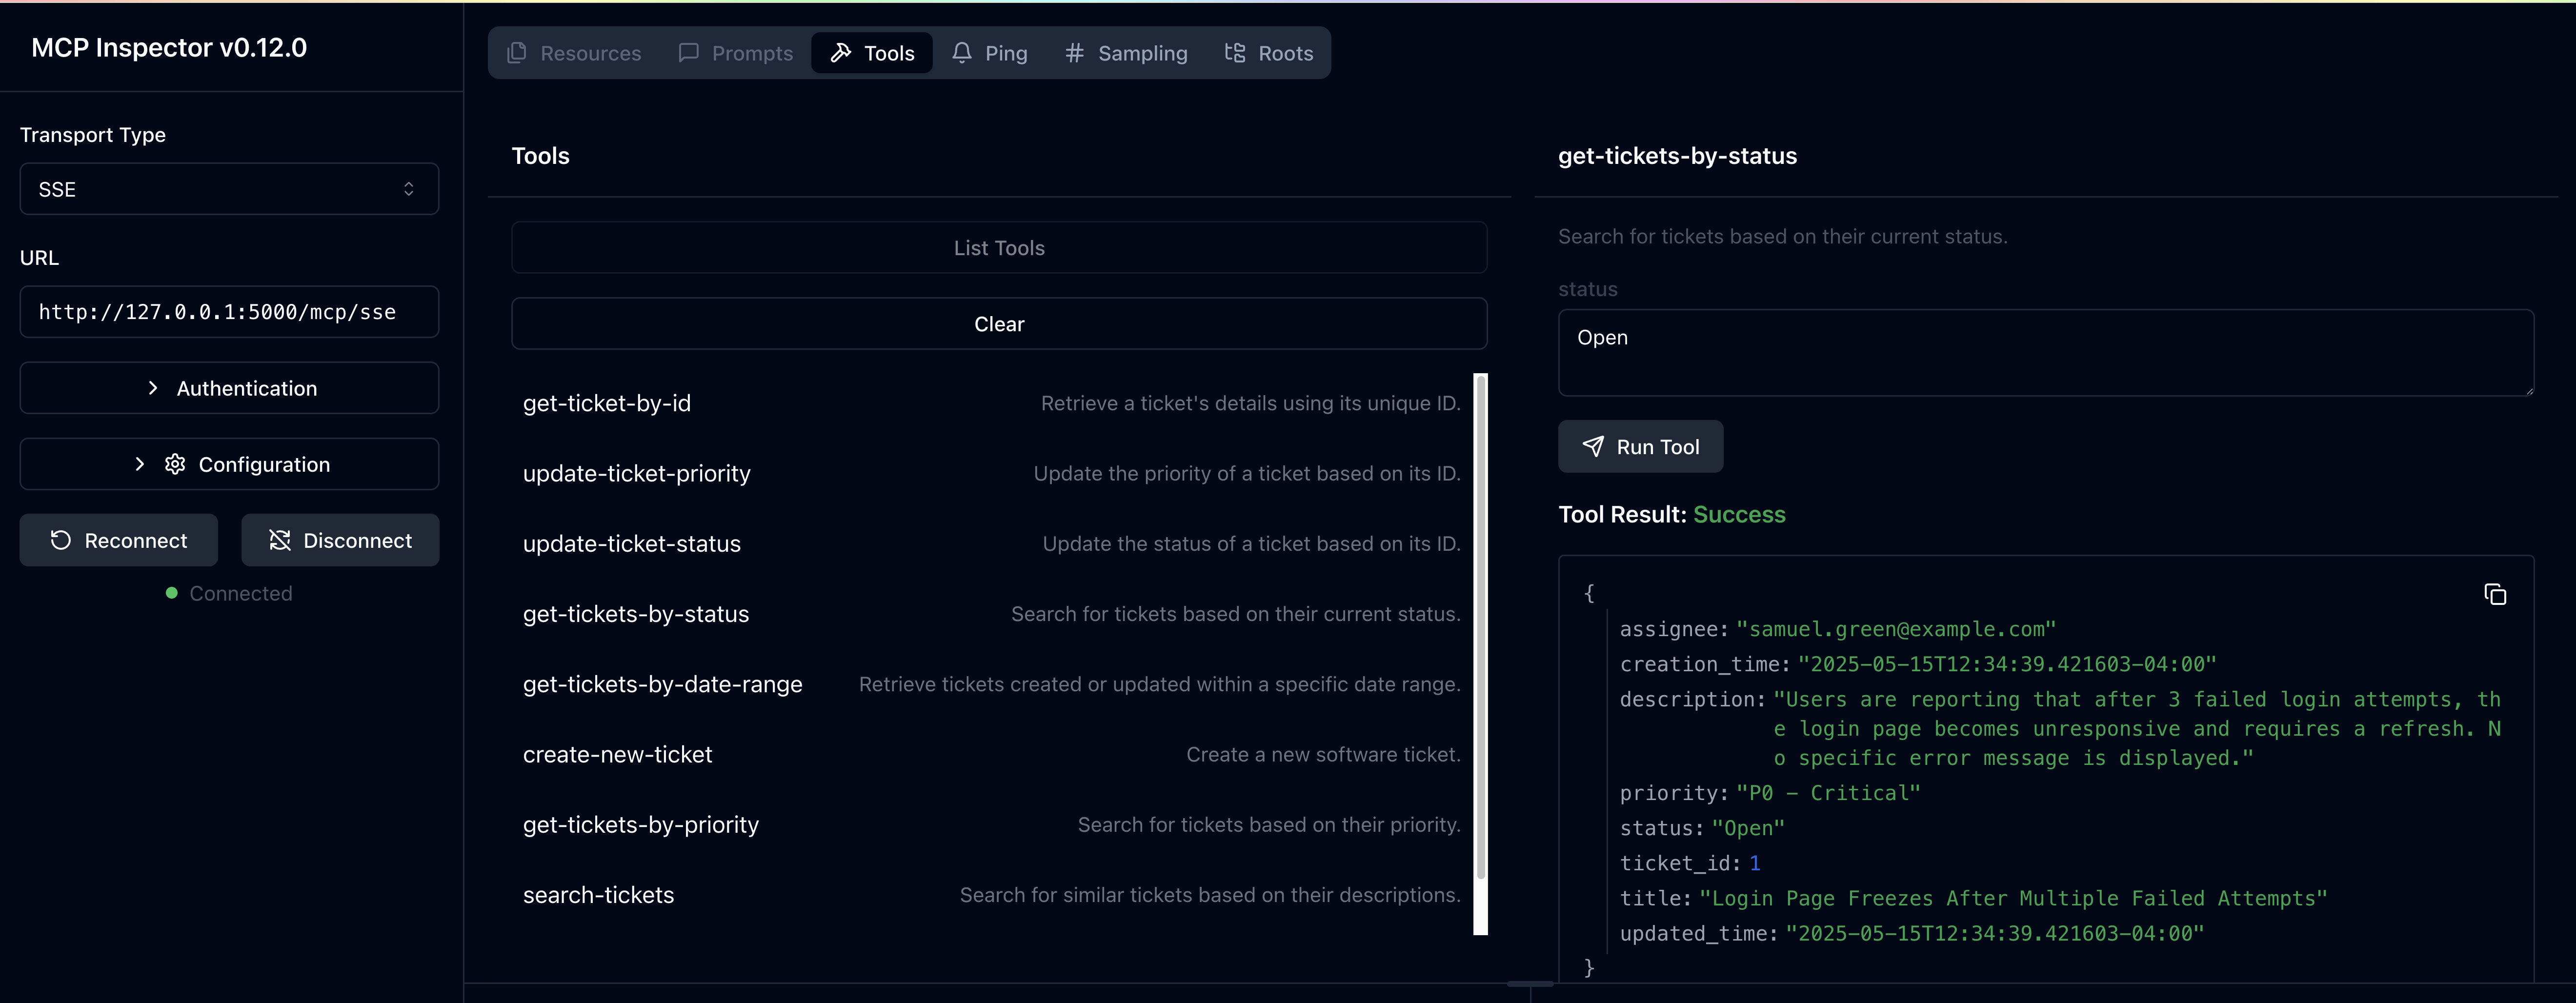 MCP Inspector v0.12.0
Transport Type
SSE
URL
http://127.0.0.1:5000/mcp/sse
Authentication
Configuration
Reconnect
Disconnect
Connected
Resources
Prompts
Tools
Ping
Sampling
Roots
Tools
List Tools
Clear
get-ticket-by-id Retrieve a ticket's details using its unique ID.
update-ticket-priority Update the priority of a ticket based on its ID.
update-ticket-status Update the status of a ticket based on its ID.
get-tickets-by-status Search for tickets based on their current status.
get-tickets-by-date-range Retrieve tickets created or updated within a specific date range.
create-new-ticket Create a new software ticket.
get-tickets-by-priority Search for tickets based on their priority.
search-tickets Search for similar tickets based on their descriptions.
get-tickets-by-status
Search for tickets based on their current status.
status
Open
Run Tool
Tool Result: Success
{
assignee: "samuel.green@example.com"
creation_time: "2025-05-15T12:34:39.421603-04:00"
description: "Users are reporting that after 3 failed login attempts, th
e login page becomes unresponsive and requires a refresh. N
o specific error message is displayed."
priority: "P0 – Critical"
status: "Open"
ticket_id: 1
title: "Login Page Freezes After Multiple Failed Attempts"
updated_time: "2025-05-15T12:34:39.421603-04:00"
}